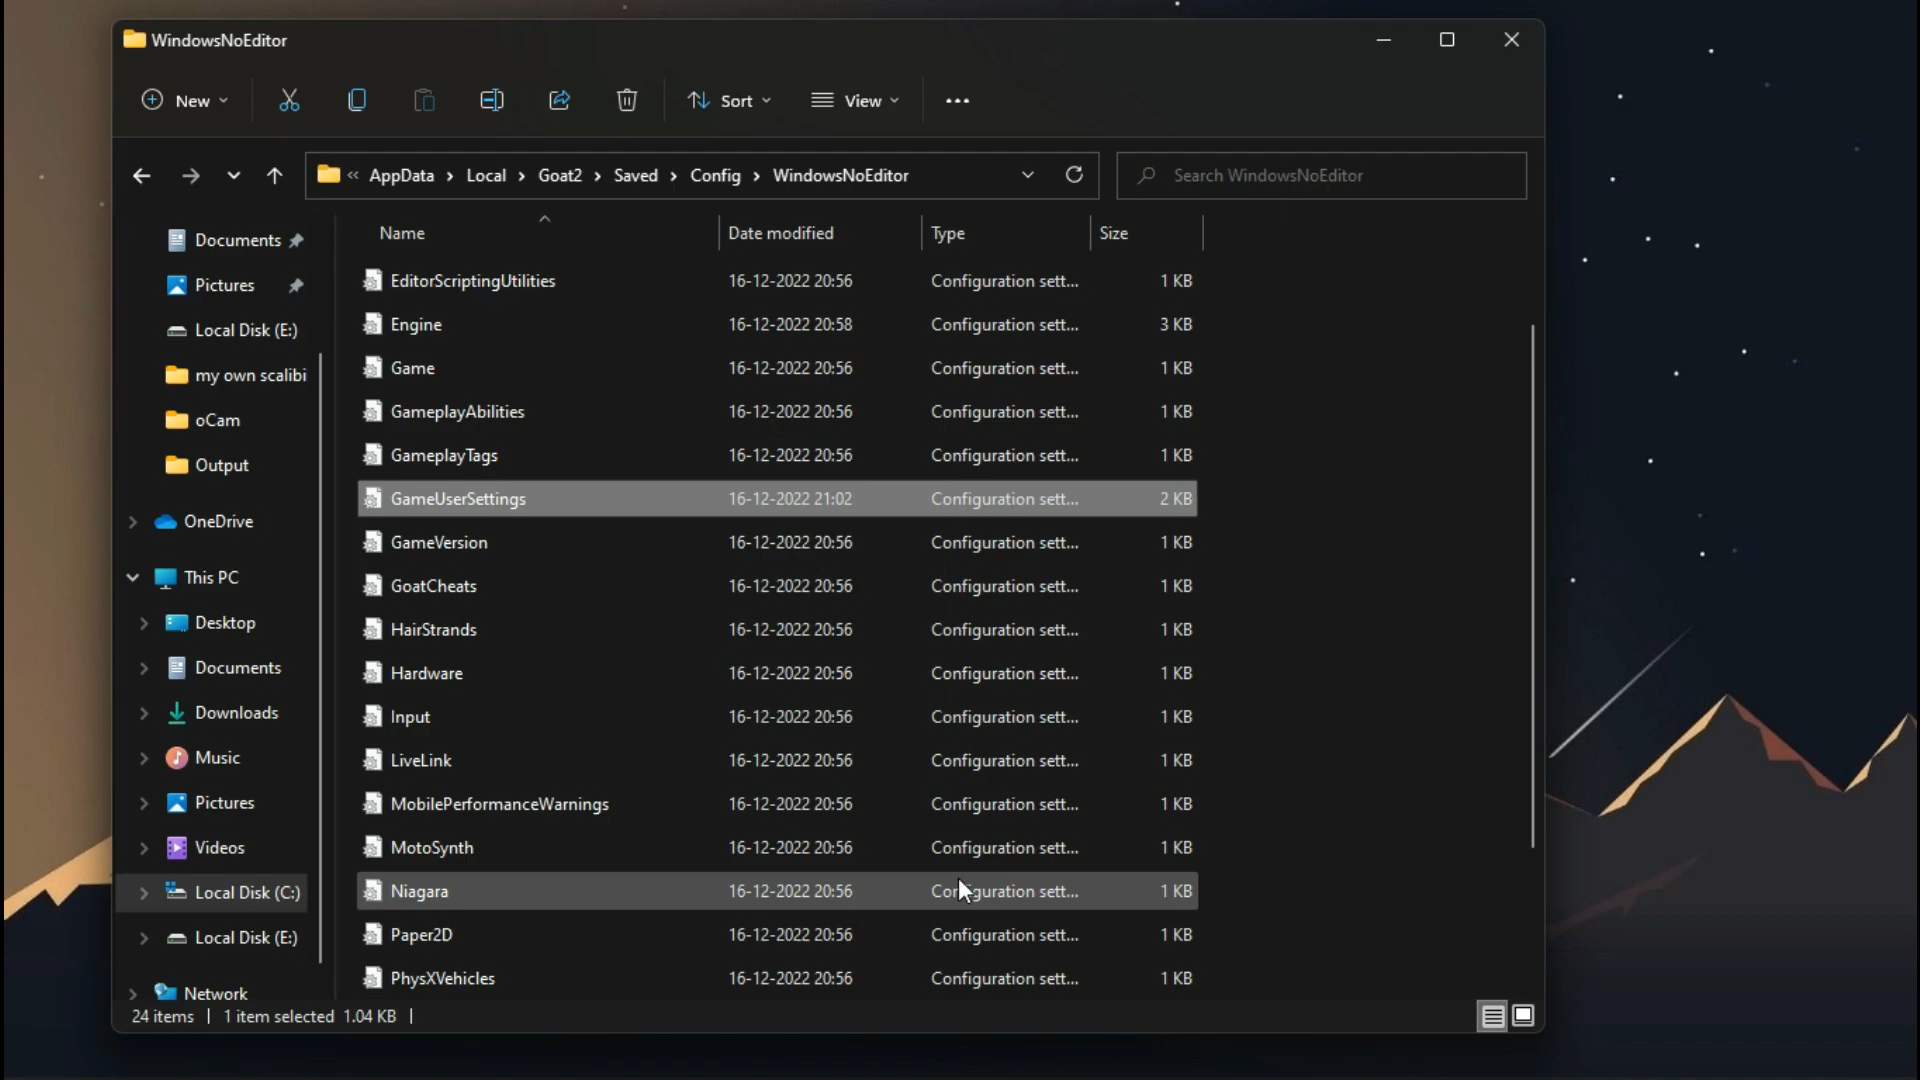 WindowsNoEditor
New Sort View
« AppData > Local > Goat2 > Saved > Config > WindowsNoEditor Search WindowsNoEditor
Documents
Pictures
Local Disk (E:)
my own scalibi
oCam
Output
OneDrive
This PC
Desktop
Documents
Downloads
Music
Pictures
Videos
Local Disk (C:)
Local Disk (E:)
Network
Name Date modified Type Size
EditorScriptingUtilities 16-12-2022 20:56 Configuration sett... 1 KB
Engine 16-12-2022 20:58 Configuration sett... 3 KB
Game 16-12-2022 20:56 Configuration sett... 1 KB
GameplayAbilities 16-12-2022 20:56 Configuration sett... 1 KB
GameplayTags 16-12-2022 20:56 Configuration sett... 1 KB
GameUserSettings 16-12-2022 21:02 Configuration sett... 2 KB
GameVersion 16-12-2022 20:56 Configuration sett... 1 KB
GoatCheats 16-12-2022 20:56 Configuration sett... 1 KB
HairStrands 16-12-2022 20:56 Configuration sett... 1 KB
Hardware 16-12-2022 20:56 Configuration sett... 1 KB
Input 16-12-2022 20:56 Configuration sett... 1 KB
LiveLink 16-12-2022 20:56 Configuration sett... 1 KB
MobilePerformanceWarnings 16-12-2022 20:56 Configuration sett... 1 KB
MotoSynth 16-12-2022 20:56 Configuration sett... 1 KB
Niagara 16-12-2022 20:56 Configuration sett... 1 KB
Paper2D 16-12-2022 20:56 Configuration sett... 1 KB
PhysXVehicles 16-12-2022 20:56 Configuration sett... 1 KB
24 items | 1 item selected 1.04 KB |